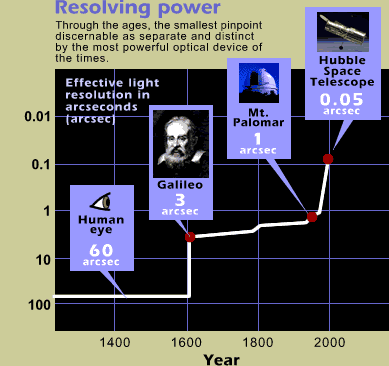 Resolving power
Through the ages, the smallest pinpoint
discernable as separate and distinct
by the most powerful optical device of
the times.
Effective light
resolution in
arcseconds
(arcsec)
Hubble
Space
Telescope
0.05
arcsec
Mt.
Palomar
1
arcsec
Galileo
3
arcsec
Human
eye
60
arcsec
0.01
0.1
1
10
100
1400
1600
1800
2000
Year